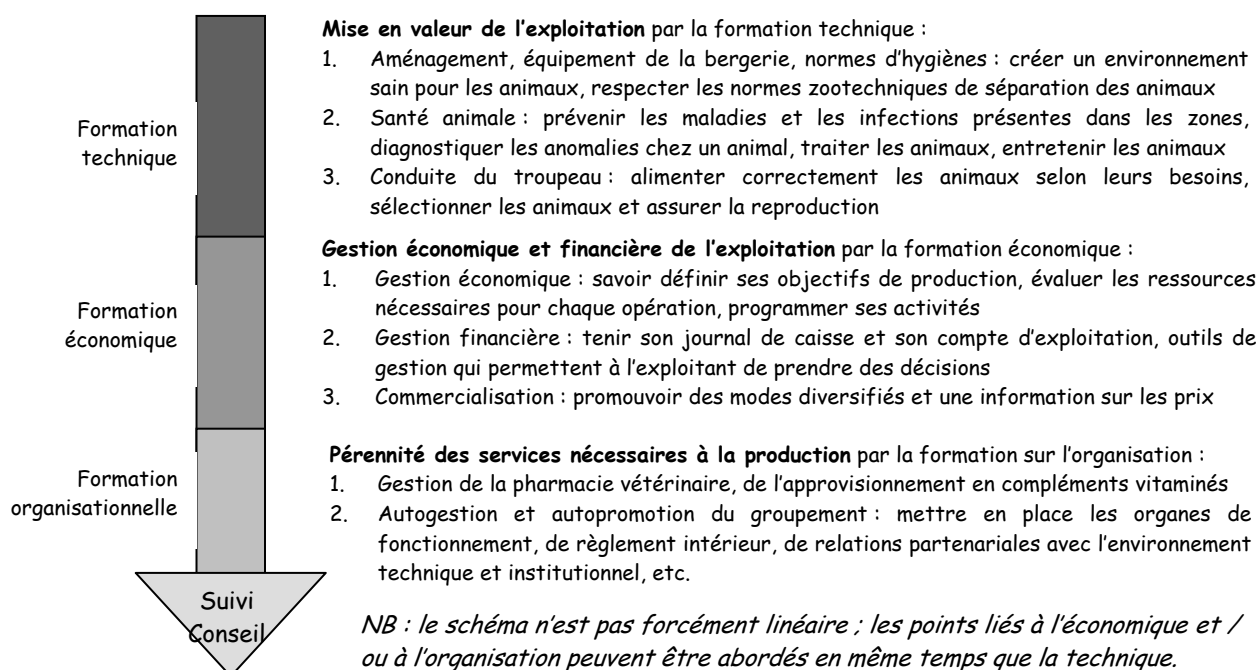 Mise en valeur de l'exploitation par la formation technique :
1. Aménagement, équipement de la bergerie, normes d'hygiènes : créer un environnement
sain pour les animaux, respecter les normes zootechniques de séparation des animaux
2. Santé animale : prévenir les maladies et les infections présentes dans les zones,
diagnostiquer les anomalies chez un animal, traiter les animaux, entretenir les animaux
3. Conduite du troupeau : alimenter correctement les animaux selon leurs besoins,
sélectionner les animaux et assurer la reproduction
Formation
technique
Gestion économique et financière de l'exploitation par la formation économique :
1. Gestion économique : savoir définir ses objectifs de production, évaluer les ressources
nécessaires pour chaque opération, programmer ses activités
2. Gestion financière : tenir son journal de caisse et son compte d'exploitation, outils de
gestion qui permettent à l'exploitant de prendre des décisions
3. Commercialisation : promouvoir des modes diversifiés et une information sur les prix
Formation
économique
Pérennité des services nécessaires à la production par la formation sur l'organisation :
1. Gestion de la pharmacie vétérinaire, de l'approvisionnement en compléments vitaminés
2. Autogestion et autopromotion du groupement : mettre en place les organes de
fonctionnement, de règlement intérieur, de relations partenariales avec l'environnement
technique et institutionnel, etc.
Formation
organisationnelle
Suivi
Conseil
NB : le schéma n'est pas forcément linéaire ; les points liés à l'économique et /
ou à l'organisation peuvent être abordés en même temps que la technique.